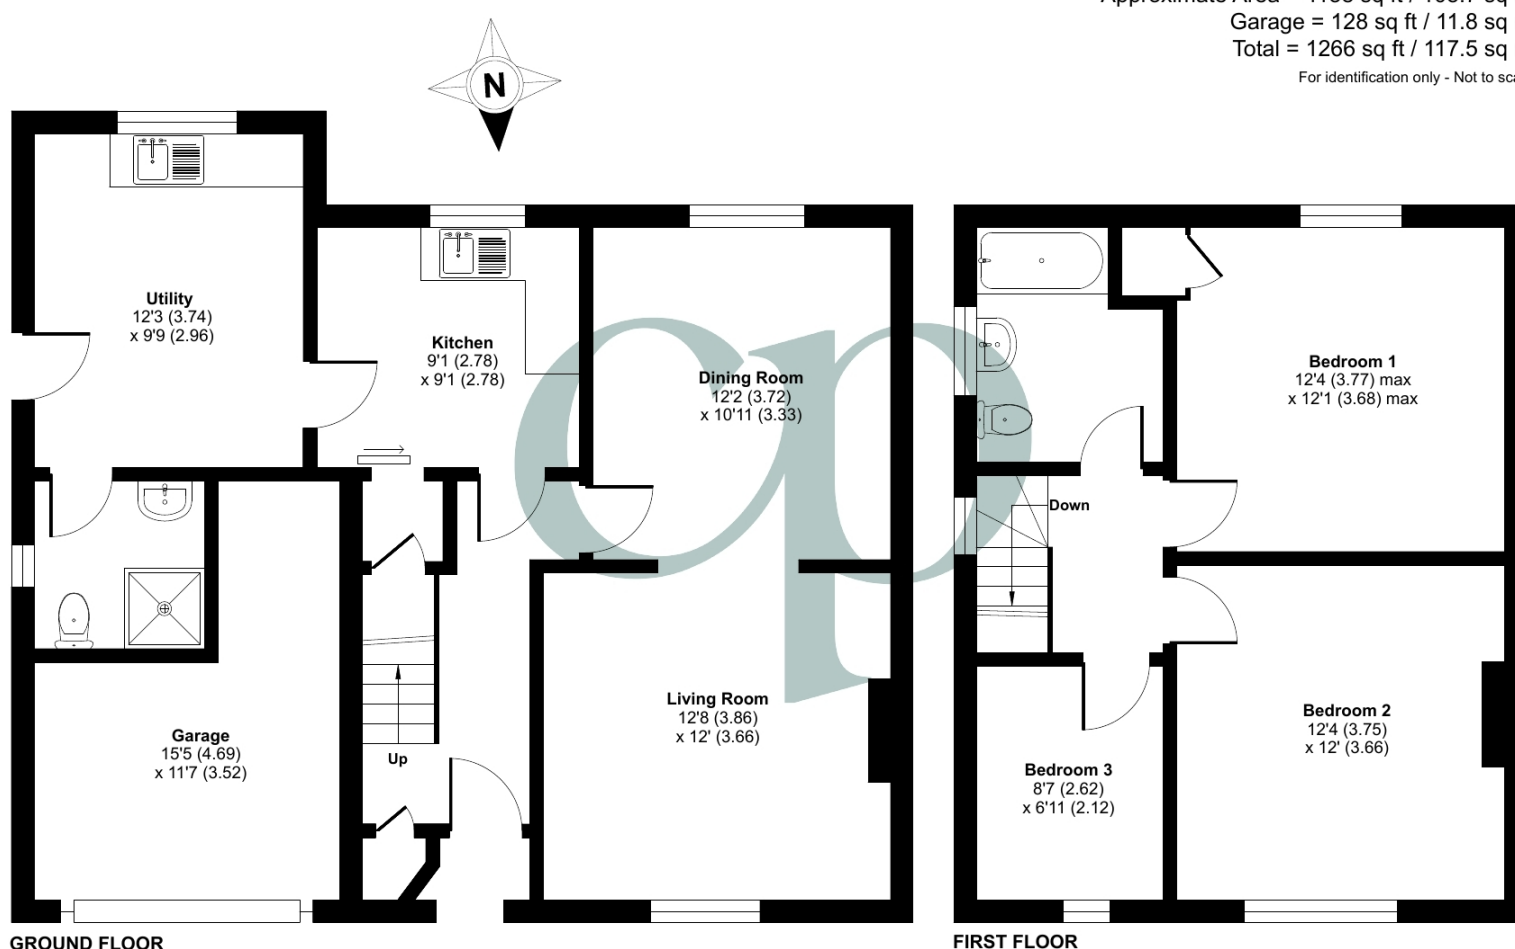 Garage = 128 sq ft / 11.8 sq
Total = 1266 sq ft / 117.5 sq
For identification only - Not to sca
N
Utility
12'3 (3.74)
x 9'9 (2.96)
Kitchen
9'1 (2.78)
x 9'1 (2.78)
Dining Room
12'2 (3.72)
x 10'11 (3.33)
Living Room
12'8 (3.86)
x 12' (3.66)
Garage
15'5 (4.69)
x 11'7 (3.52)
Up
GROUND FLOOR
cp
Bedroom 1
12'4 (3.77) max
x 12'1 (3.68) max
Down
Bedroom 2
12'4 (3.75)
x 12' (3.66)
Bedroom 3
8'7 (2.62)
x 6'11 (2.12)
FIRST FLOOR